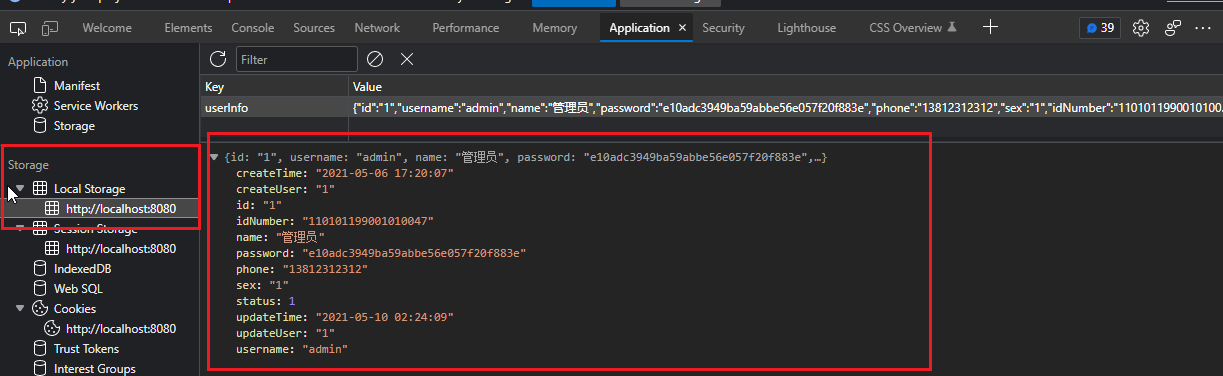 Welcome Elements Console Sources Network Performance Memory Application Security Lighthouse CSS Overview 39
Application
Manifest
Service Workers
Storage
Storage
Local Storage
http://localhost:8080
Session Storage
http://localhost:8080
IndexedDB
Web SQL
Cookies
http://localhost:8080
Trust Tokens
Interest Groups
Filter
Key Value
userInfo {"id":"1","username":"admin","name":"管理员","password":"e10adc3949ba59abbe56e057f20f883e","phone":"13812312312","sex":"1","idNumber":"1101011990010100
{id: "1", username: "admin", name: "管理员", password: "e10adc3949ba59abbe56e057f20f883e",…}
createTime: "2021-05-06 17:20:07"
createUser: "1"
id: "1"
idNumber: "110101199001010047"
name: "管理员"
password: "e10adc3949ba59abbe56e057f20f883e"
phone: "13812312312"
sex: "1"
status: 1
updateTime: "2021-05-10 02:24:09"
updateUser: "1"
username: "admin"